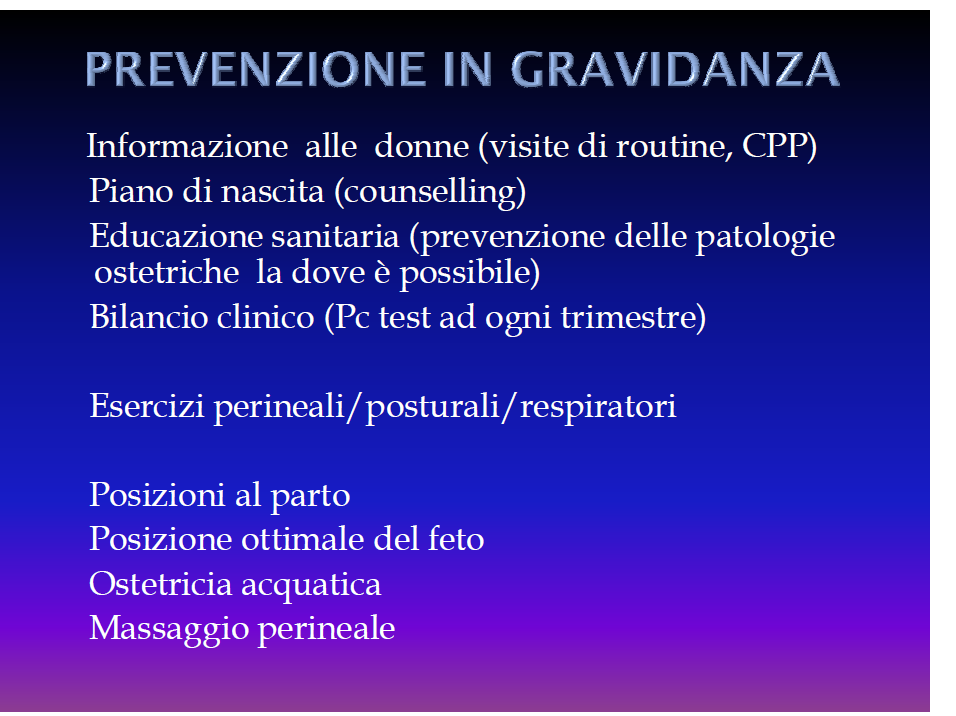 PREVENZIONE IN GRAVIDANZA
Informazione alle donne (visite di routine, CPP)
Piano di nascita (counselling)
Educazione sanitaria (prevenzione delle patologie
ostetriche la dove è possibile)
Bilancio clinico (Pc test ad ogni trimestre)
Esercizi perineali/posturali/respiratori
Posizioni al parto
Posizione ottimale del feto
Ostetricia acquatica
Massaggio perineale